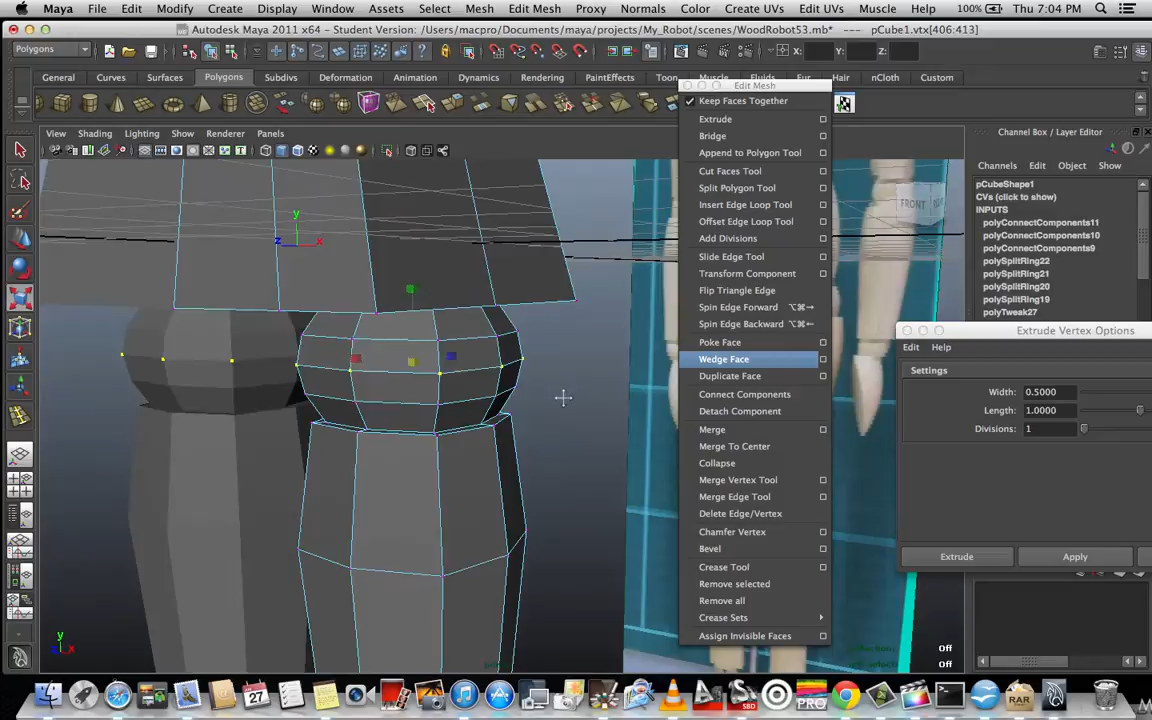 Maya File Edit Modify Create Display Window Assets Select Mesh Edit Mesh Proxy Normals Color Create UVs Edit UVs Muscle Help 100% Thu 7:04 PM
Autodesk Maya 2011 x64 - Student Version: /Users/macpro/Documents/maya/projects/My_Robot/scenes/WoodRobot53.mb* --- pCube1.vtx[406:413]
Polygons X: Y: Z:
General Curves Surfaces Polygons Subdivs Deformation Animation Dynamics Rendering PaintEffects Toon Muscle Fluids Fur Hair nCloth Custom
Edit Mesh
Keep Faces Together
Extrude
Bridge
Append to Polygon Tool
Cut Faces Tool
Split Polygon Tool
Insert Edge Loop Tool
Offset Edge Loop Tool
Add Divisions
Slide Edge Tool
Transform Component
Flip Triangle Edge
Spin Edge Forward ⌥⌘→
Spin Edge Backward ⌥⌘←
Poke Face
Wedge Face
Duplicate Face
Connect Components
Detach Component
Merge
Merge To Center
Collapse
Merge Vertex Tool
Merge Edge Tool
Delete Edge/Vertex
Chamfer Vertex
Bevel
Crease Tool
Remove selected
Remove all
Crease Sets
Assign Invisible Faces
View Shading Lighting Show Renderer Panels
y
z x
FRONT
y
x
Channel Box / Layer Editor
Channels Edit Object Show
pCubeShape1
CVs (click to show)
INPUTS
polyConnectComponents11
polyConnectComponents10
polyConnectComponents9
polySplitRing22
polySplitRing21
polySplitRing20
polySplitRing19
polyTweak27
Extrude Vertex Options
Edit Help
Settings
Width: 0.5000
Length: 1.0000
Divisions: 1
Extrude Apply
Off
Off
27
SBD
PRO
RAR